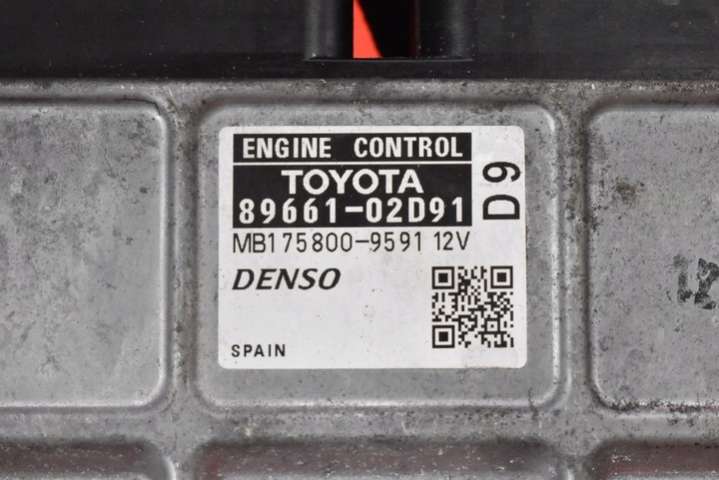 ENGINE CONTROL
TOYOTA
89661-02D91
D9
MB175800-9591 12V
DENSO
SPAIN